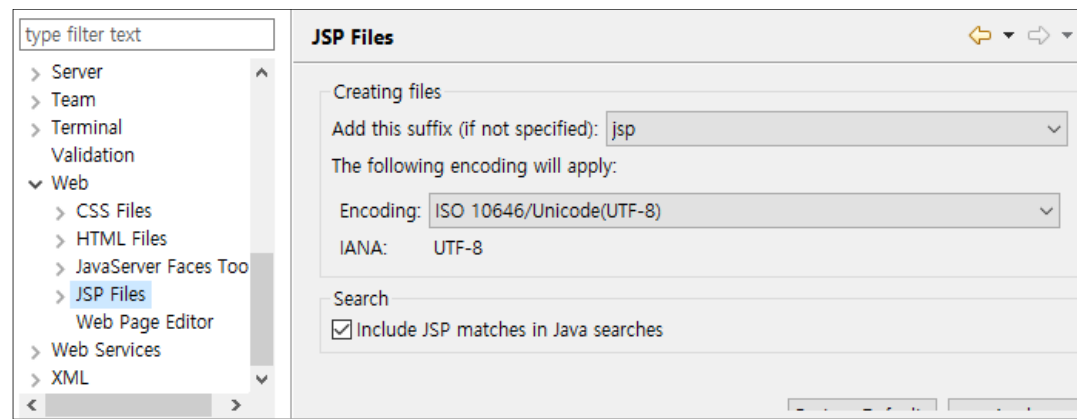 type filter text
Server
Team
Terminal
Validation
Web
CSS Files
HTML Files
JavaServer Faces Too
JSP Files
Web Page Editor
Web Services
XML
JSP Files
Creating files
Add this suffix (if not specified): jsp
The following encoding will apply:
Encoding: ISO 10646/Unicode(UTF-8)
IANA: UTF-8
Search
Include JSP matches in Java searches